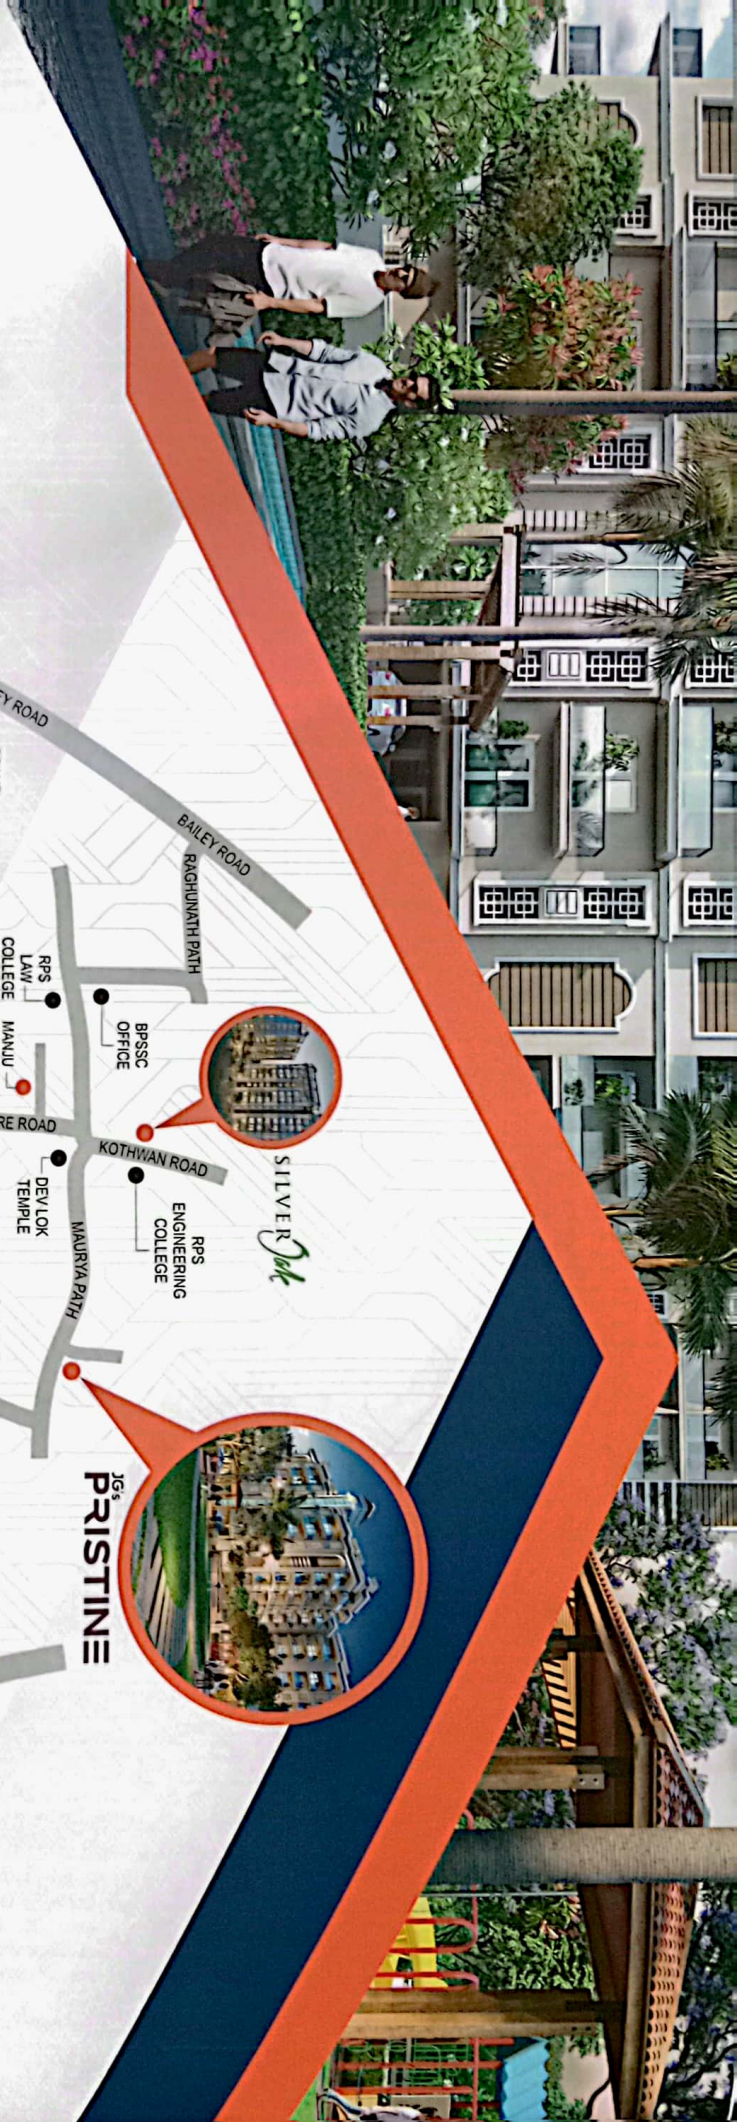 EY ROAD
BAILEY ROAD
RAGHUNATH PATH
BPSSC
OFFICE
RPS
LAW
COLLEGE
MANJU
RE ROAD
KOTHWAN ROAD
DEV LOK
TEMPLE
RPS
ENGINEERING
COLLEGE
MAURYA PATH
SILVER Oak
JG's
PRISTINE